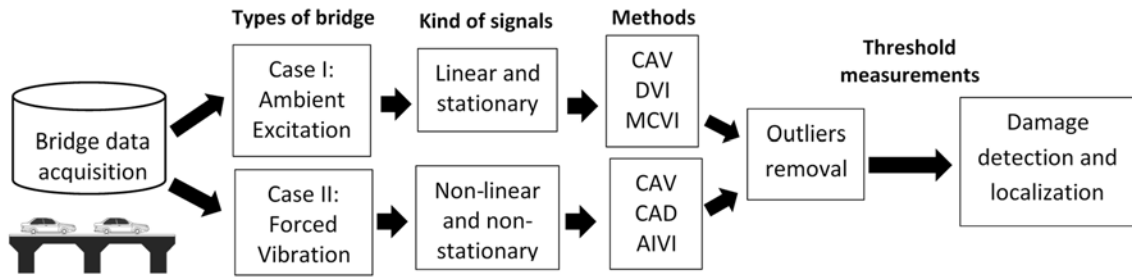 Types of bridge
Kind of signals
Methods
Threshold
measurements
Bridge data
acquisition
Case I:
Ambient
Excitation
Linear and
stationary
CAV
DVI
MCVI
Case II:
Forced
Vibration
Non-linear
and non-
stationary
CAV
CAD
AIVI
Outliers
removal
Damage
detection and
localization